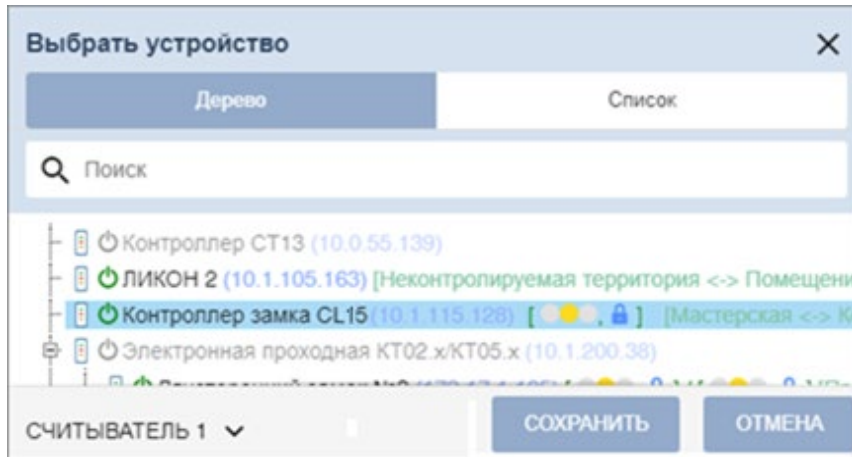 Выбрать устройство
Дерево Список
Поиск
Контроллер CT13 (10.0.55.139)
ЛИКОН 2 (10.1.105.163) [Неконтролируемая территория <-> Помещени
Контроллер замка CL15 (10.1.115.128) [ , ] [Мастерская <-> К
Электронная проходная КТ02.x/КТ05.x (10.1.200.38)
СЧИТЫВАТЕЛЬ 1 СОХРАНИТЬ ОТМЕНА